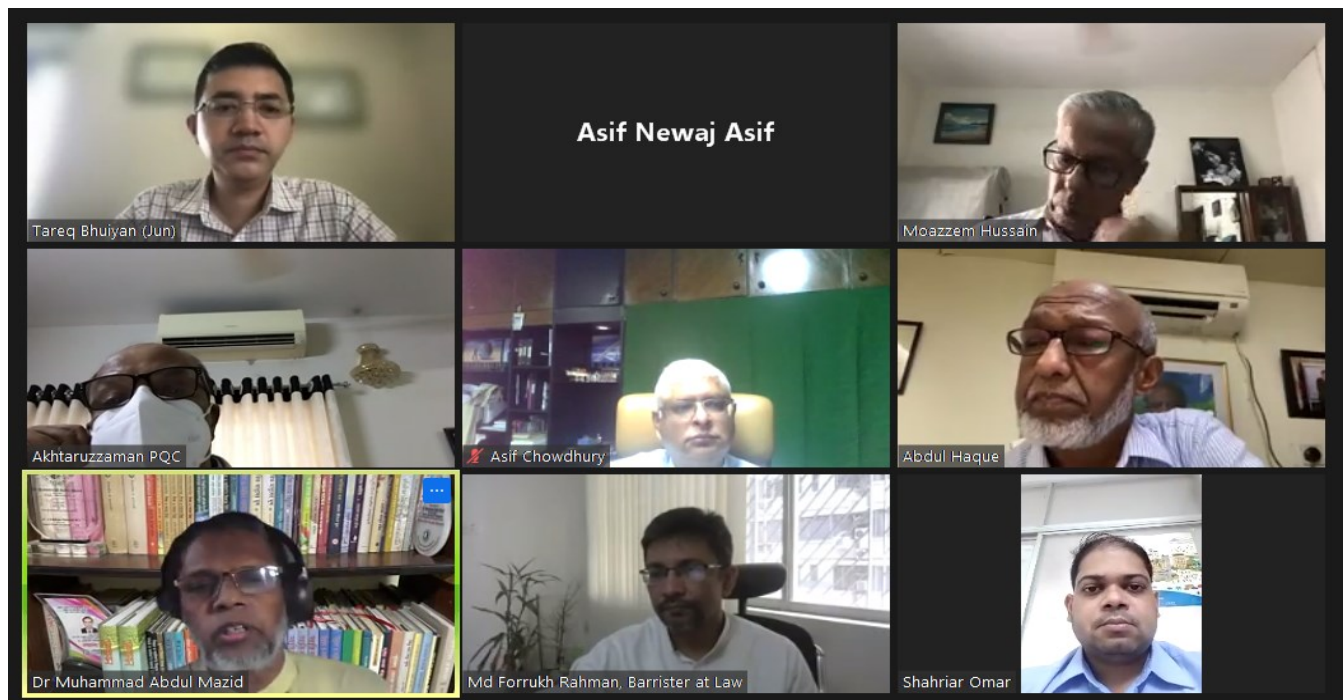 Tareq Bhuiyan (Jun)
Asif Newaj Asif
Moazzem Hussain
Akhtaruzzaman PQC
Asif Chowdhury
Abdul Haque
Dr Muhammad Abdul Mazid
Md Forrukh Rahman, Barrister at Law
Shahriar Omar